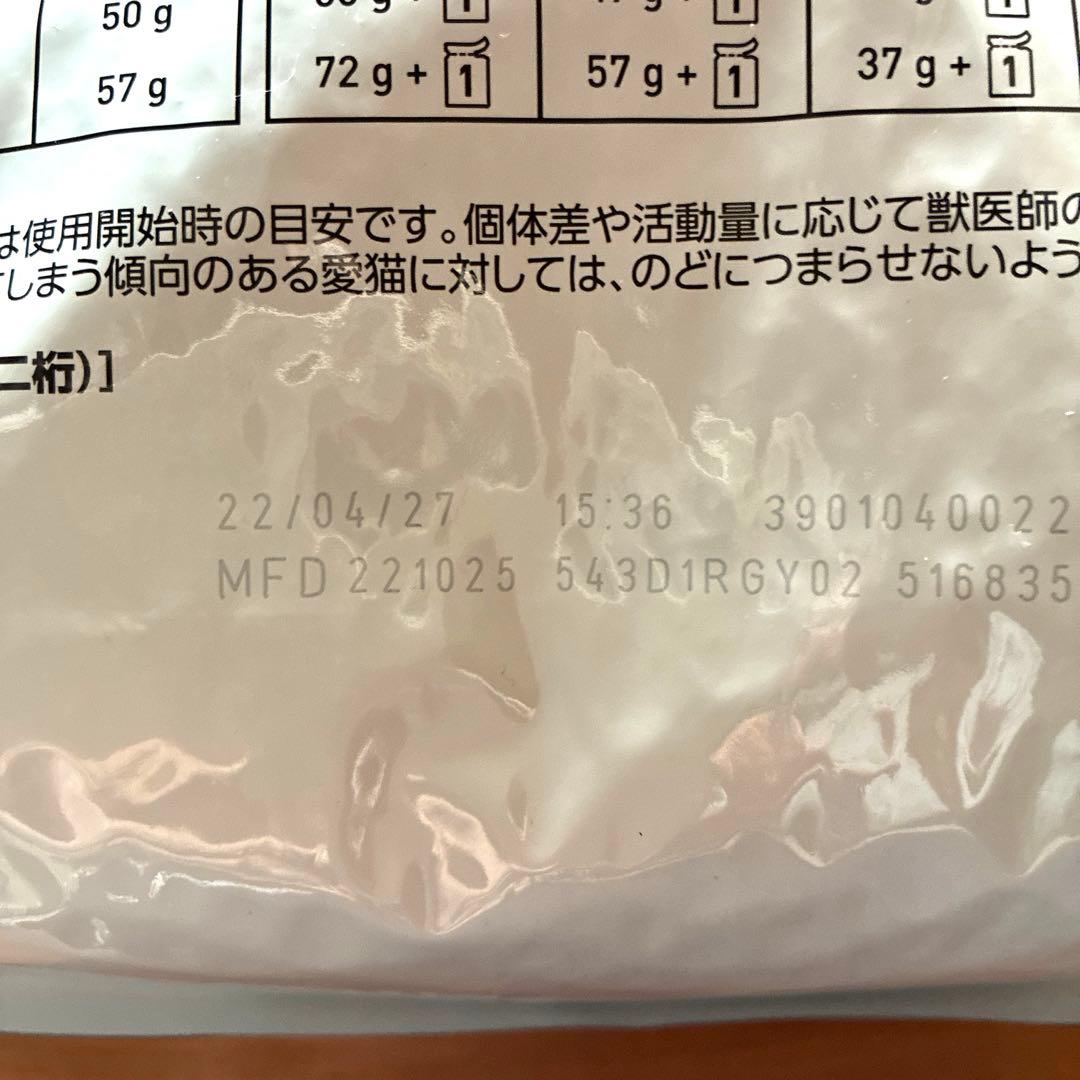 50 g
57 g 72 g + 1 57 g + 1 37 g + 1
は使用開始時の目安です。個体差や活動量に応じて獣医師の
しまう傾向のある愛猫に対しては、のどにつまらせないよう
二桁)]
22/04/27 15:36 3901040022
MFD 221025 543D1RGY02 516835